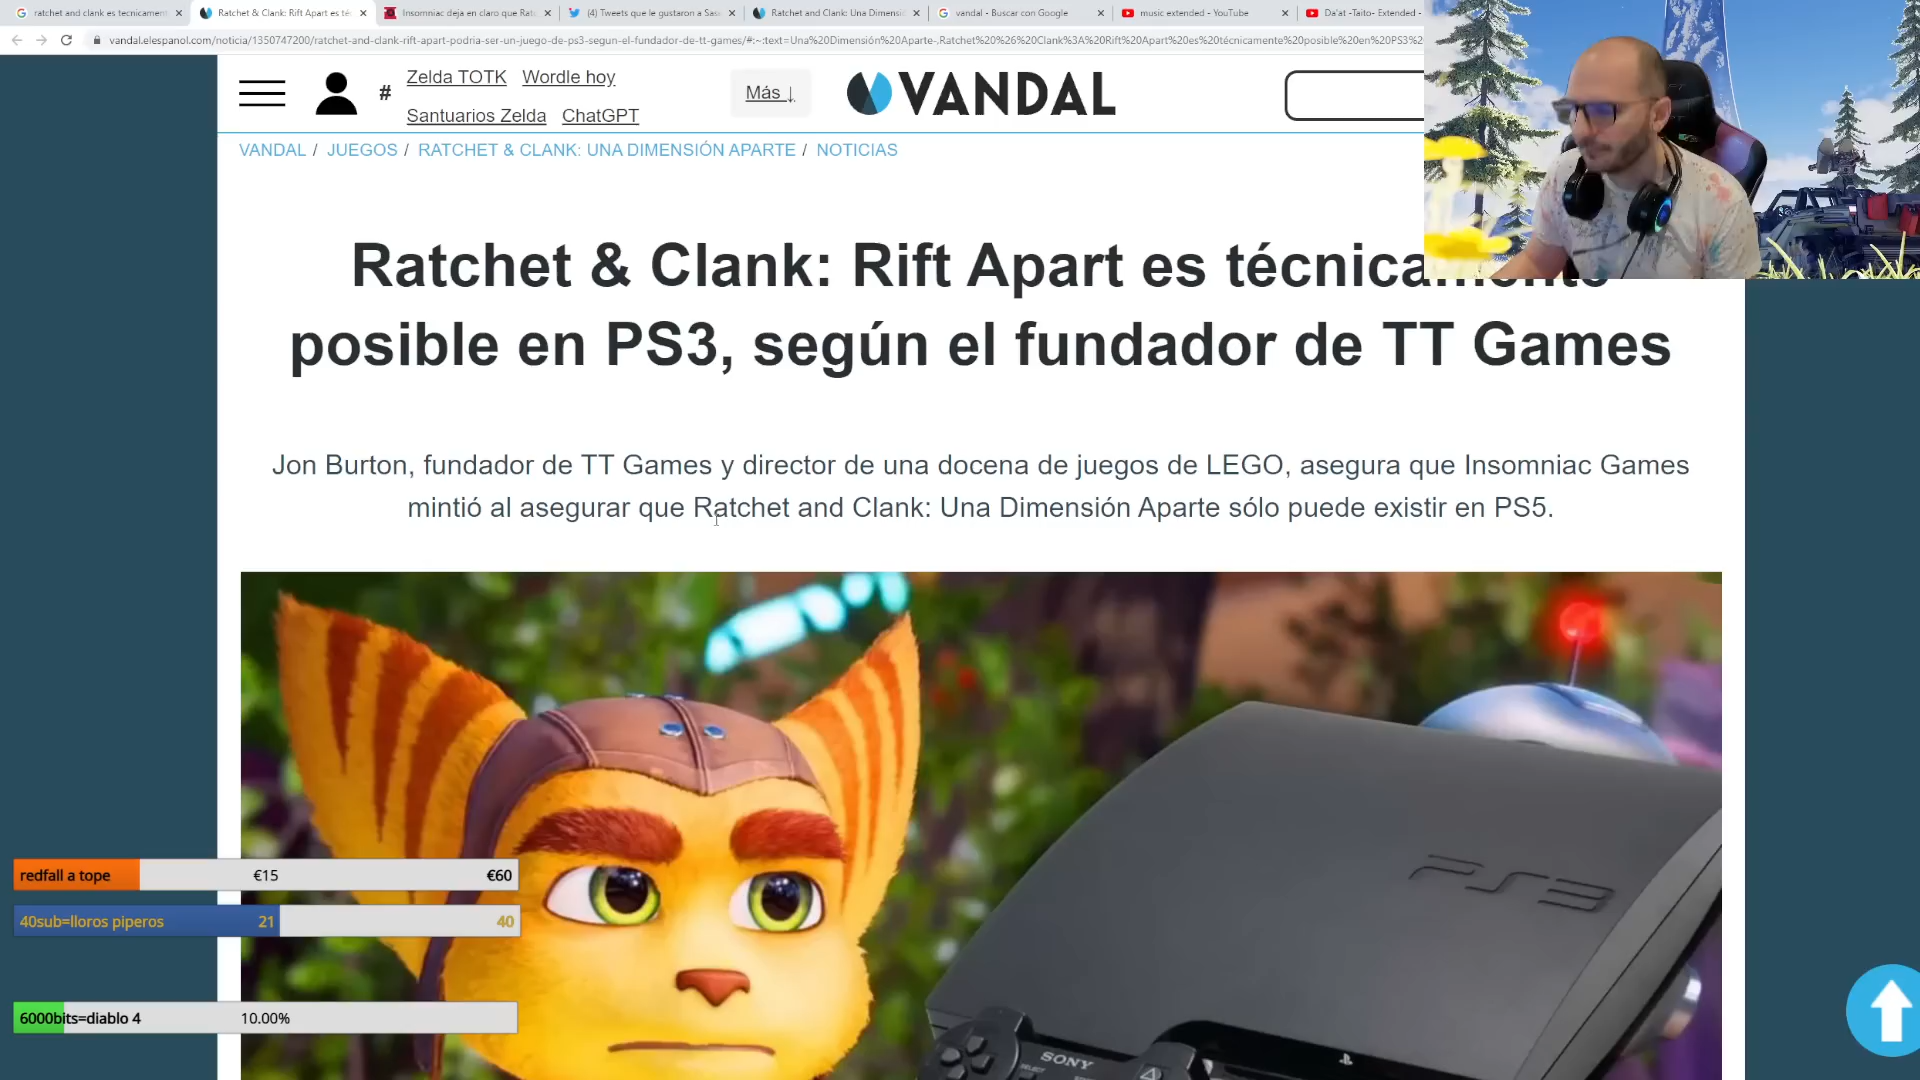 ratchet and clank es tecnicament
Ratchet & Clank: Rift Apart es té
Insomniac deja en claro que Rat
(4) Tweets que le gustaron a Sas
Ratchet and Clank: Una Dimensi
vandal - Buscar con Google
music extended - YouTube
Da'at -Taito- Extended -
vandal.elespanol.com/noticia/1350747200/ratchet-and-clank-rift-apart-podria-ser-un-juego-de-ps3-segun-el-fundador-de-tt-games/#:~:text=Una%20Dimensión%20Aparte-,Ratchet%20%26%20Clank%3A%20Rift%20Apart%20es%20técnicamente%20posible%20en%20PS3%2
# Zelda TOTK Wordle hoy
Santuarios Zelda ChatGPT
Más ↓
VANDAL
VANDAL / JUEGOS / RATCHET & CLANK: UNA DIMENSIÓN APARTE / NOTICIAS
Ratchet & Clank: Rift Apart es técnicamente
posible en PS3, según el fundador de TT Games
Jon Burton, fundador de TT Games y director de una docena de juegos de LEGO, asegura que Insomniac Games
mintió al asegurar que Ratchet and Clank: Una Dimensión Aparte sólo puede existir en PS5.
PS3
SONY
SELECT
redfall a tope €15 €60
40sub=lloros piperos 21 40
6000bits=diablo 4 10.00%